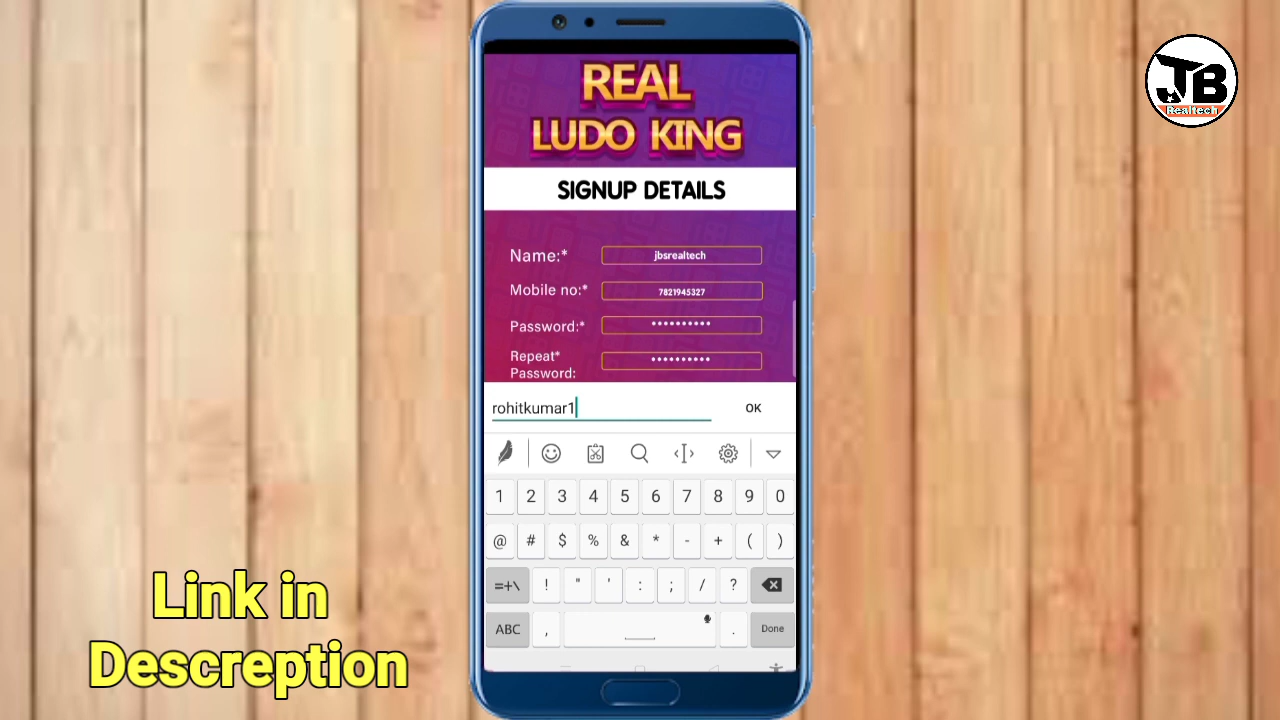 REAL
LUDO KING
SIGNUP DETAILS
Name:* jbsrealtech
Mobile no:* 7821945327
Password:* ••••••••••
Repeat* ••••••••••
Password:
rohitkumar1 OK
1 2 3 4 5 6 7 8 9 0
@ # $ % & * - + ( )
=+\ ! " ' : ; / ?
ABC , . Done
JB
Realtech
Link in
Descreption